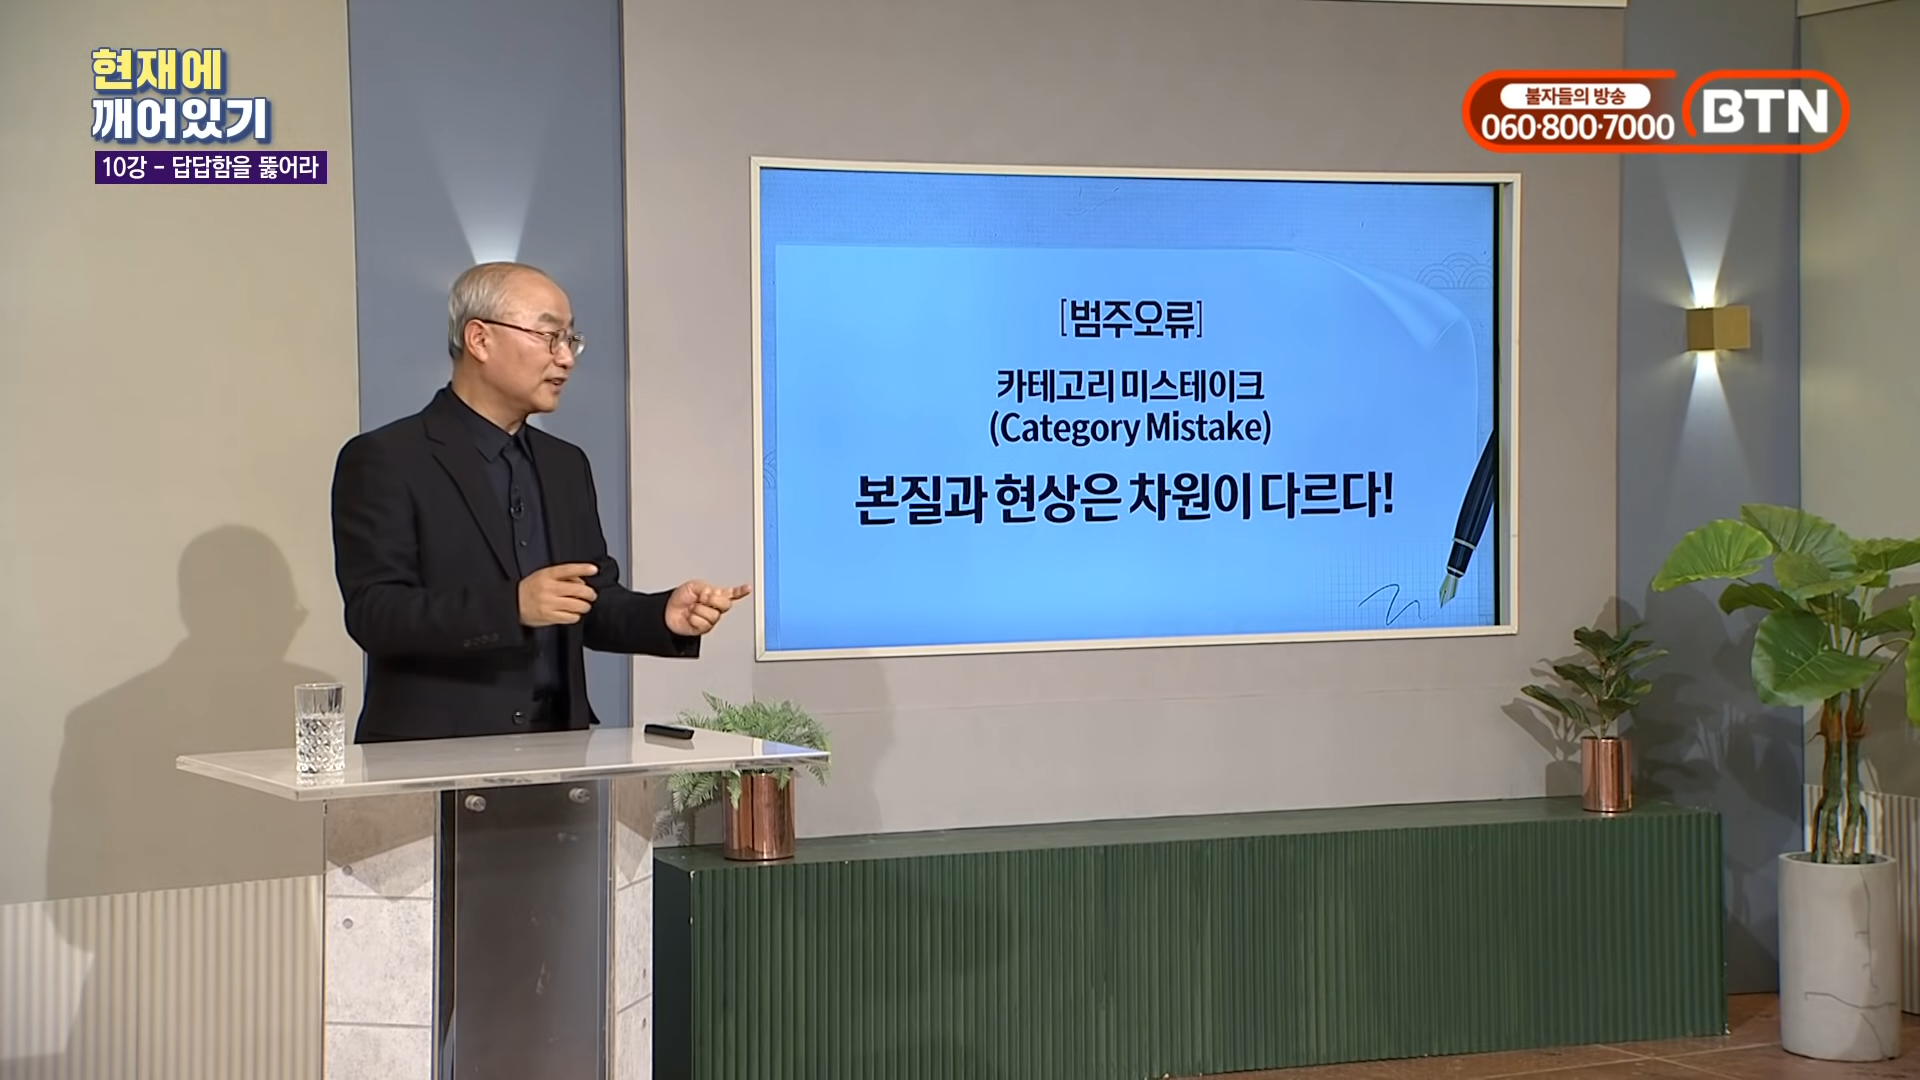 현재에
깨어있기
10강 - 답답함을 뚫어라
불자들의 방송
060·800·7000
BTN
[범주오류]
카테고리 미스테이크
(Category Mistake)
본질과 현상은 차원이 다르다!